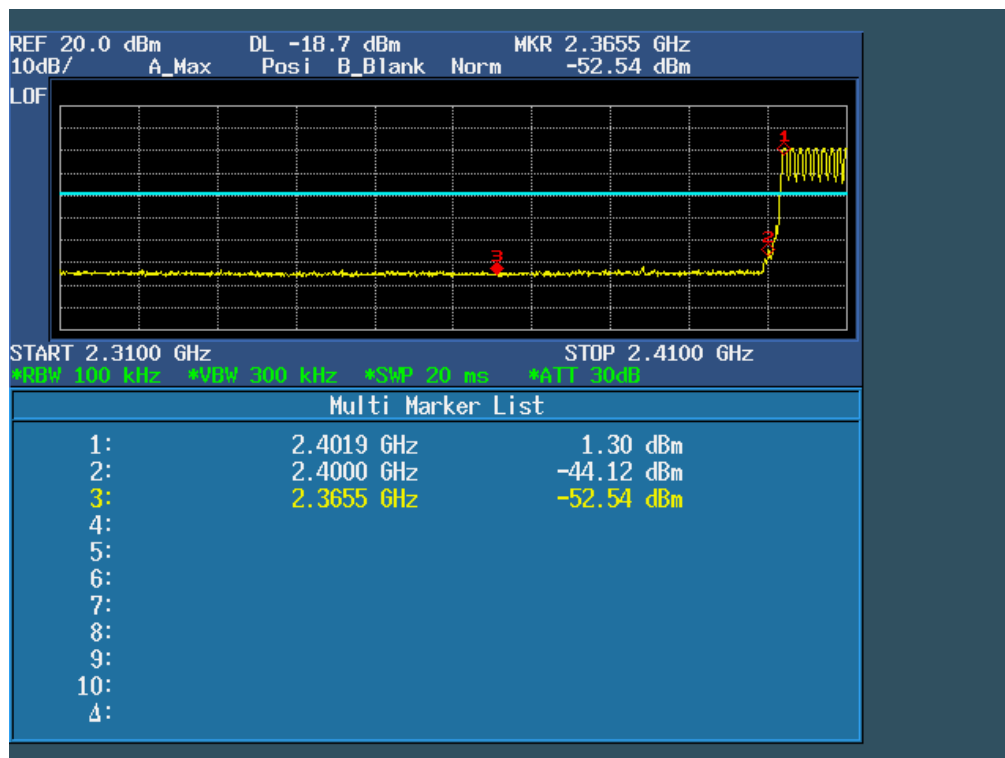 REF 20.0 dBm DL -18.7 dBm MKR 2.3655 GHz
10dB/ A_Max Posi B_Blank Norm -52.54 dBm
LOF
1
2
3
START 2.3100 GHz STOP 2.4100 GHz
*RBW 100 kHz *VBW 300 kHz *SWP 20 ms *ATT 30dB
Multi Marker List
1: 2.4019 GHz 1.30 dBm
2: 2.4000 GHz -44.12 dBm
3: 2.3655 GHz -52.54 dBm
4:
5:
6:
7:
8:
9:
10:
Δ: